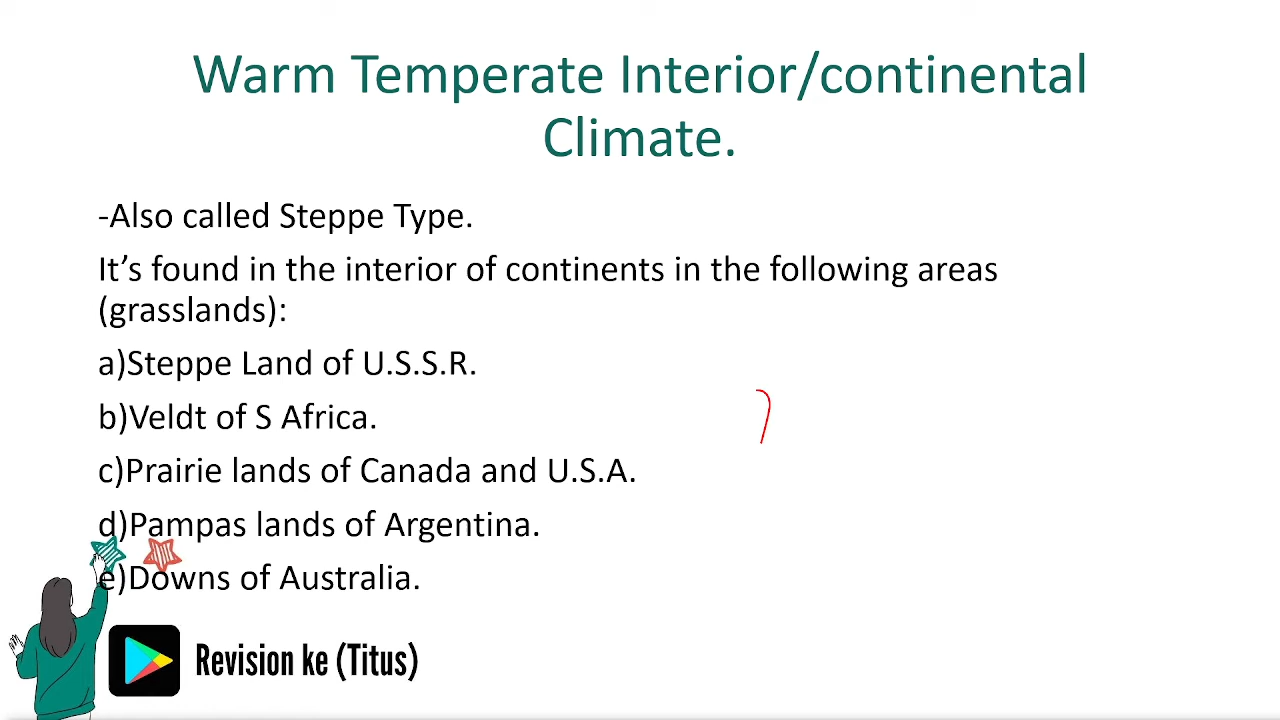 Warm Temperate Interior/continental
Climate.
-Also called Steppe Type.
It’s found in the interior of continents in the following areas
(grasslands):
a)Steppe Land of U.S.S.R.
b)Veldt of S Africa.
c)Prairie lands of Canada and U.S.A.
d)Pampas lands of Argentina.
e)Downs of Australia.
Revision ke (Titus)